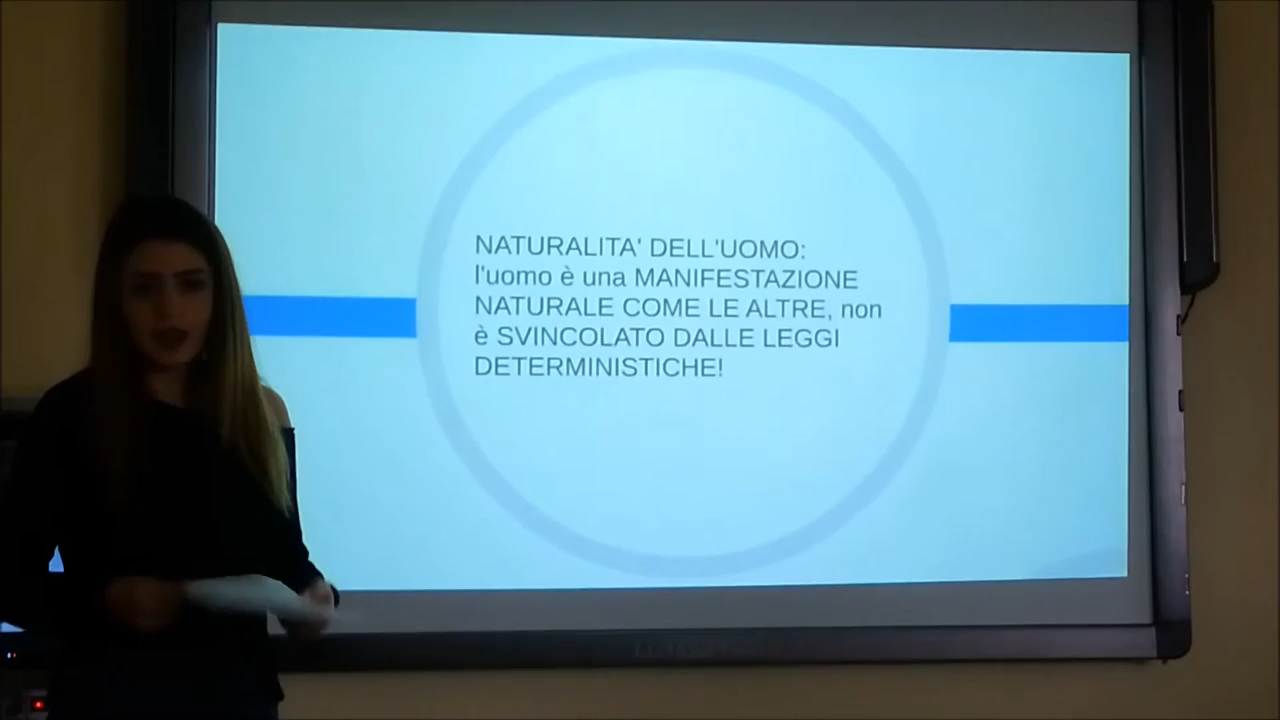 NATURALITA' DELL'UOMO:
l'uomo è una MANIFESTAZIONE
NATURALE COME LE ALTRE, non
è SVINCOLATO DALLE LEGGI
DETERMINISTICHE!